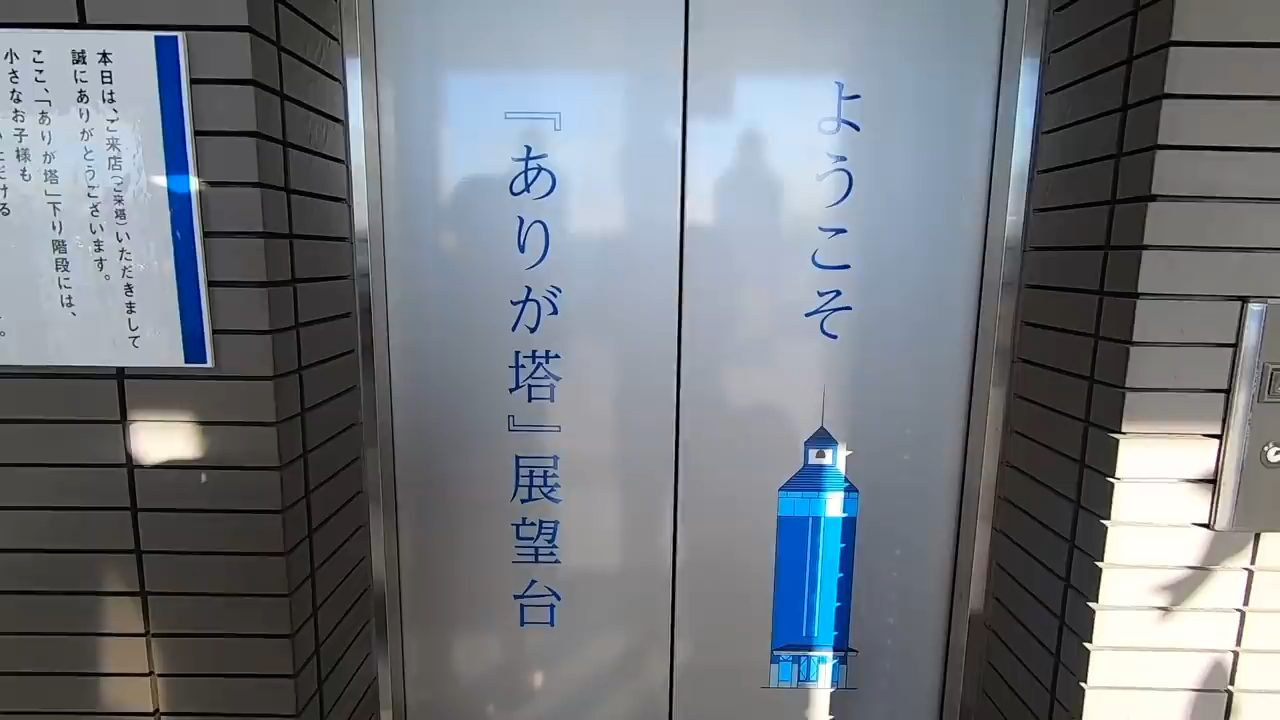 ようこそ
『ありが塔』展望台
本日は、ご来店(ご来塔)いただきまして
誠にありがとうございます。
ここ、「ありが塔」下り階段には、
小さなお子様も